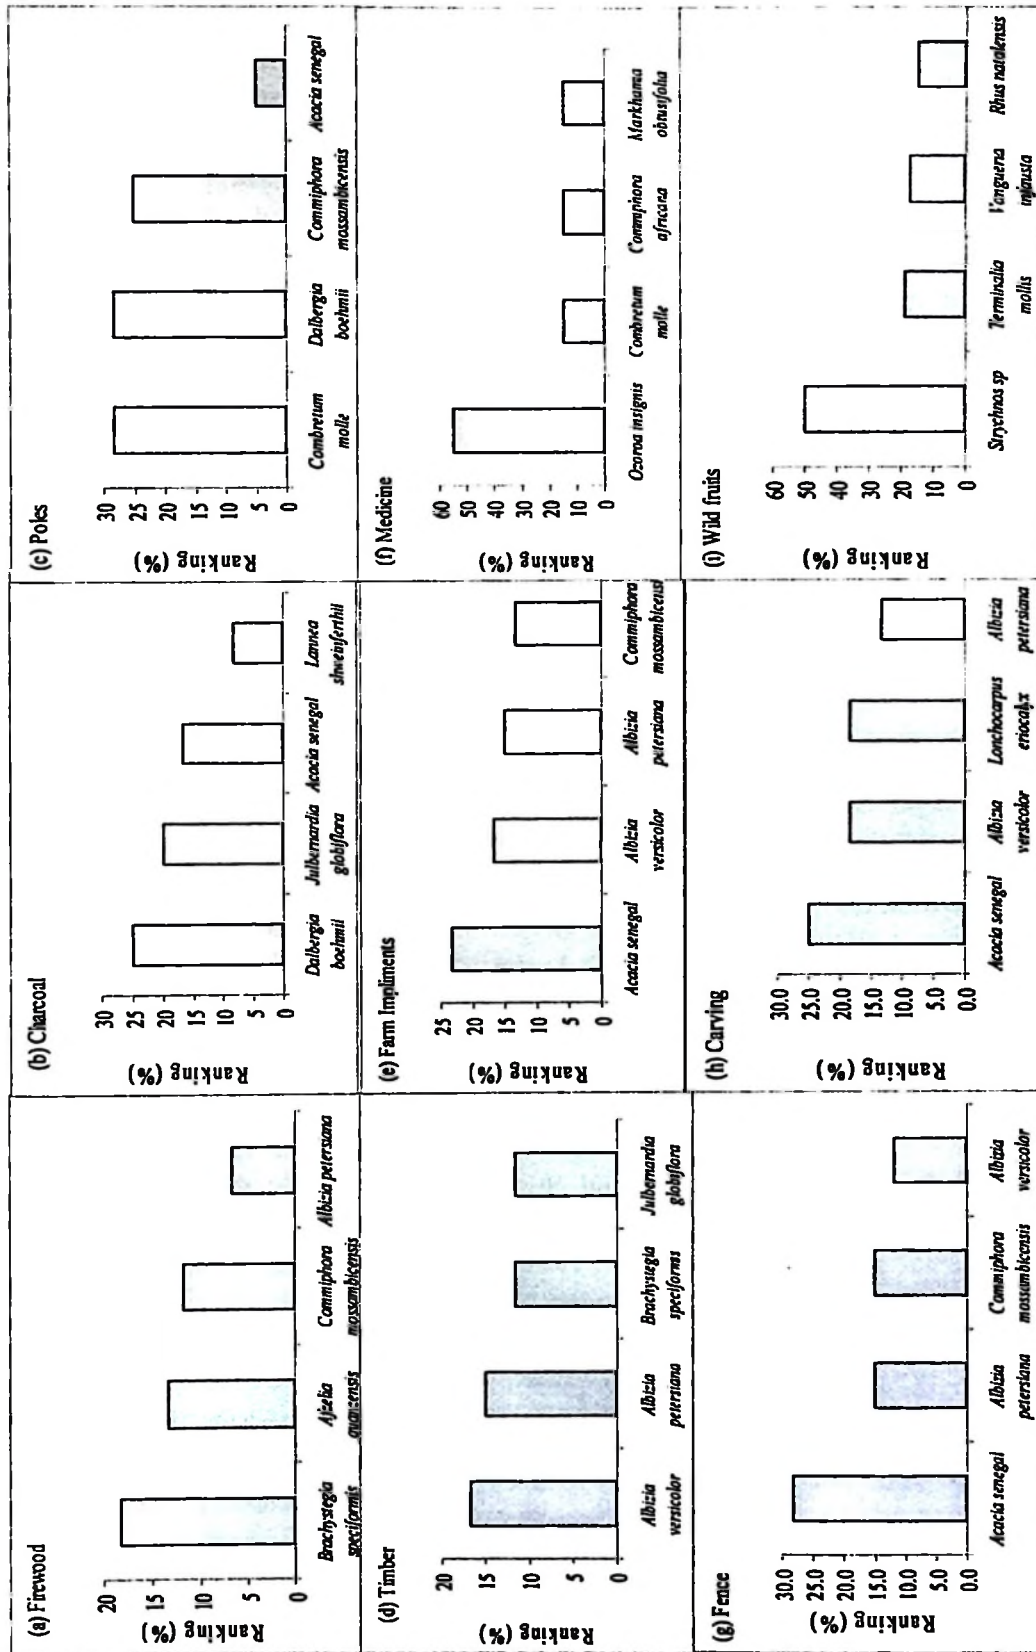 (a) Firewood
Ranking (%)
20
15
10
5
0
Brachystegia
speciformis
Afzelia
quanzensis
Commiphora
mossambicensis
Albizia petersiana
(b) Charcoal
Ranking (%)
30
25
20
15
10
5
0
Dalbergia
boehmii
Julbernardia
globiflora
Acacia senegal
Lannea
shweinferthii
(c) Poles
Ranking (%)
30
25
20
15
10
5
0
Combretum
molle
Dalbergia
boehmii
Commiphora
mossambicensis
Acacia senegal
(d) Timber
Ranking (%)
20
15
10
5
0
Albizia
versicolor
Albizia
petersiana
Brachystegia
speciforms
Julbernardia
globiflora
(e) Farm Impliments
Ranking (%)
25
20
15
10
5
0
Acacia senegal
Albizia
versicolor
Albizia
petersiana
Commiphora
mossambicensi
(f) Medicine
Ranking (%)
60
50
40
30
20
10
0
Ozoroa insignis
Combretum
molle
Commiphora
africana
Markhamia
obtusifolia
(g) Fence
Ranking (%)
30.0
25.0
20.0
15.0
10.0
5.0
0.0
Acacia senegal
Albizia
petersiana
Commiphora
mossambicensis
Albizia
versicolor
(h) Carving
Ranking (%)
30.0
25.0
20.0
15.0
10.0
5.0
0.0
Acacia senegal
Albizia
versicolor
Lonchocarpus
eriocalyx
Albizia
petersiana
(i) Wild fruits
Ranking (%)
60
50
40
30
20
10
0
Strychnos sp
Terminalia
mollis
Vangueria
infausta
Rhus natalensis